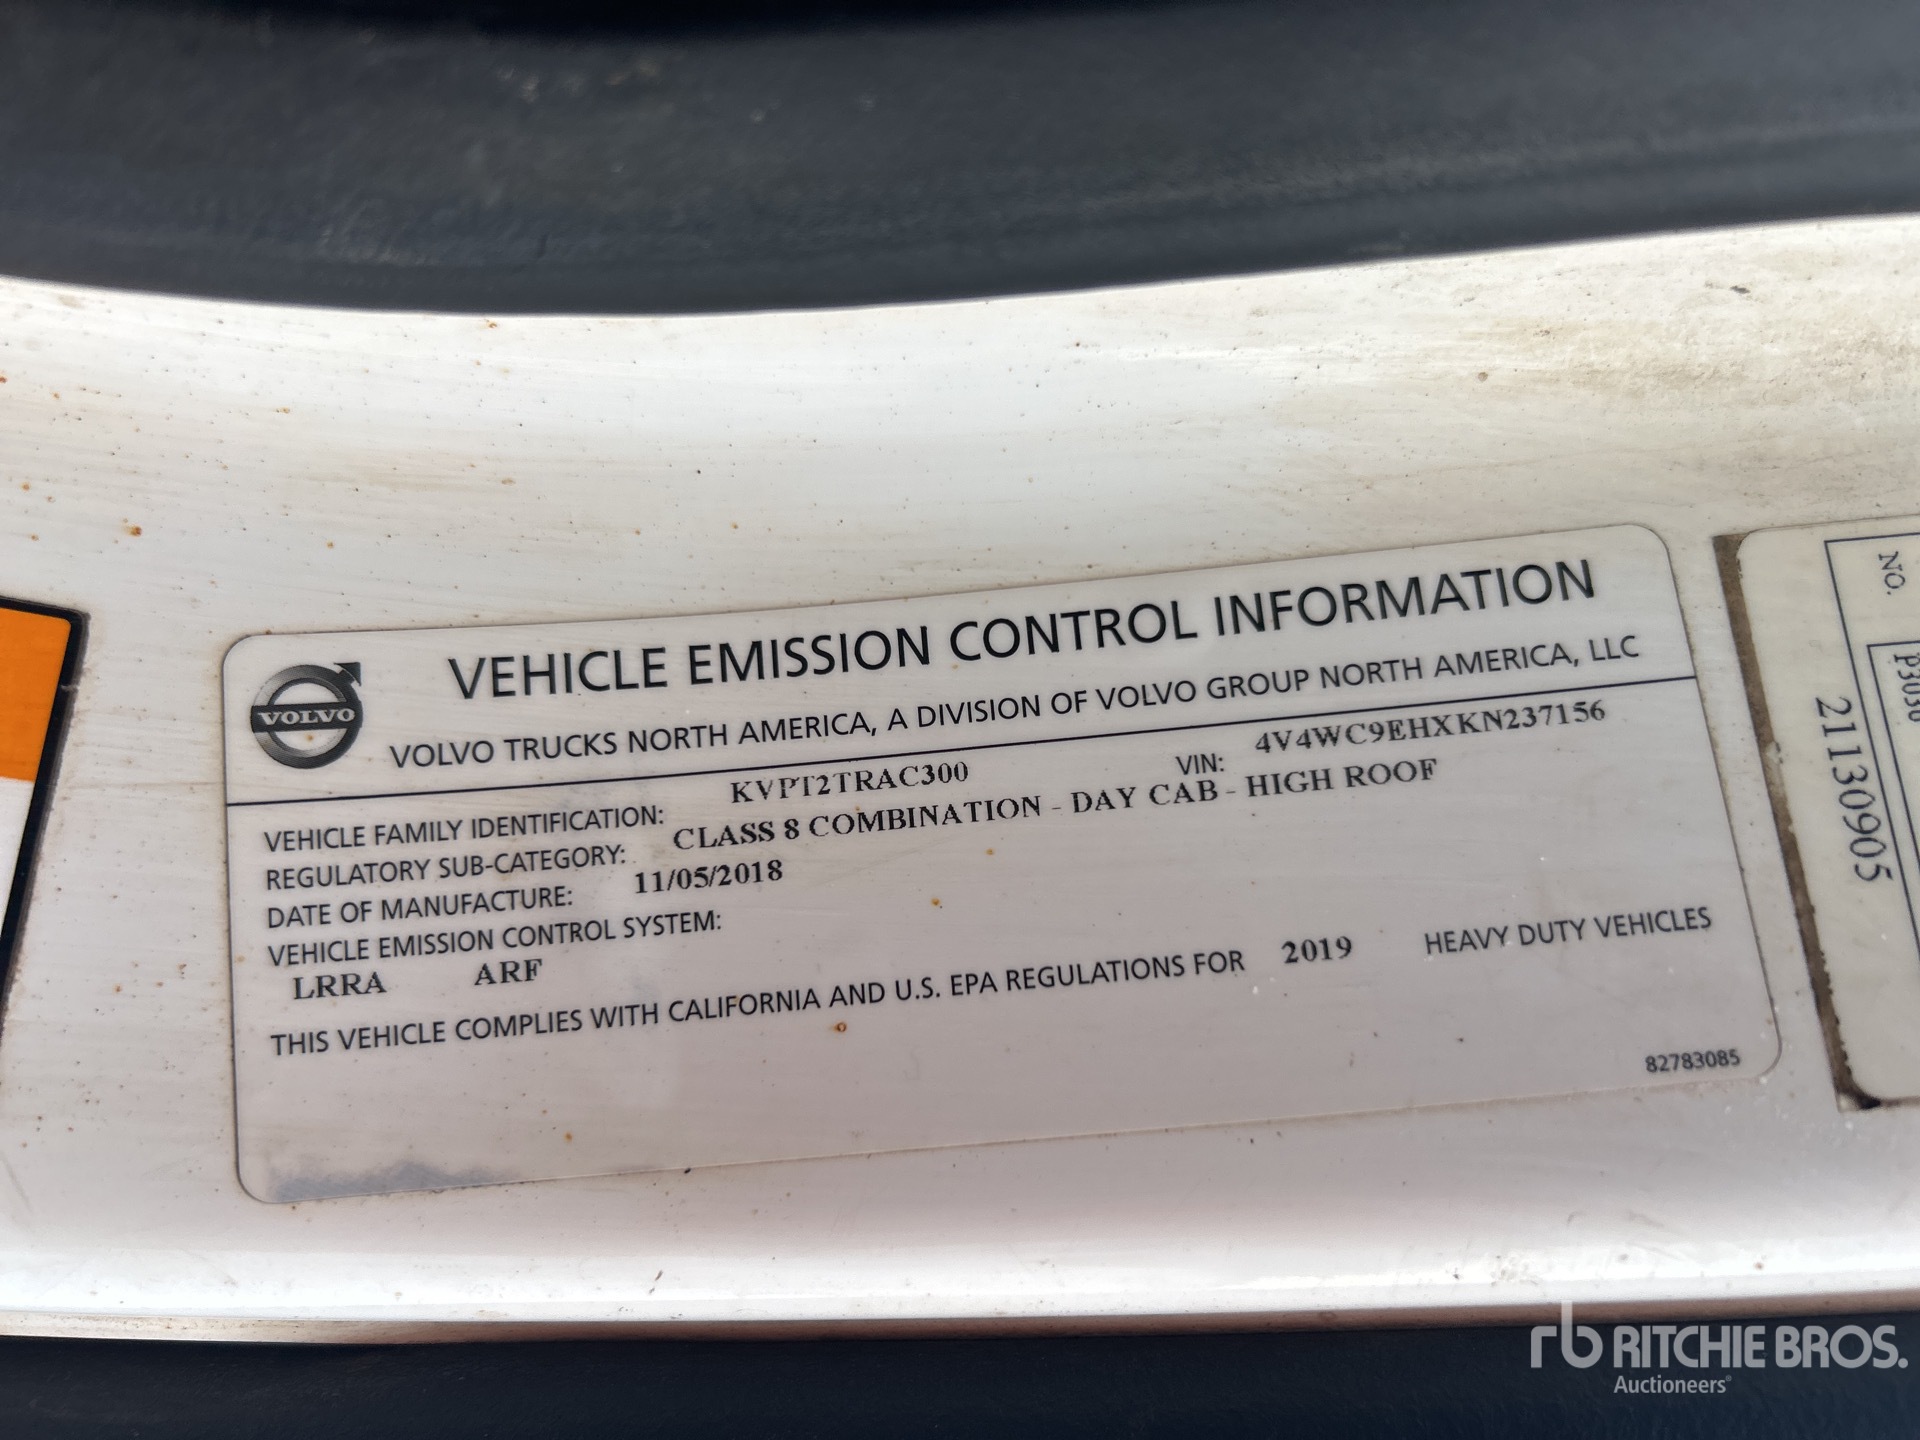 VOLVO
VEHICLE EMISSION CONTROL INFORMATION
VOLVO TRUCKS NORTH AMERICA, A DIVISION OF VOLVO GROUP NORTH AMERICA, LLC
VEHICLE FAMILY IDENTIFICATION: KVPT2TRAC300 VIN: 4V4WC9EHXKN237156
REGULATORY SUB-CATEGORY: CLASS 8 COMBINATION - DAY CAB - HIGH ROOF
DATE OF MANUFACTURE: 11/05/2018
VEHICLE EMISSION CONTROL SYSTEM:
LRRA ARF
THIS VEHICLE COMPLIES WITH CALIFORNIA AND U.S. EPA REGULATIONS FOR 2019 HEAVY DUTY VEHICLES
82783085
NO.
P3036
21130905
rb RITCHIE BROS.
Auctioneers